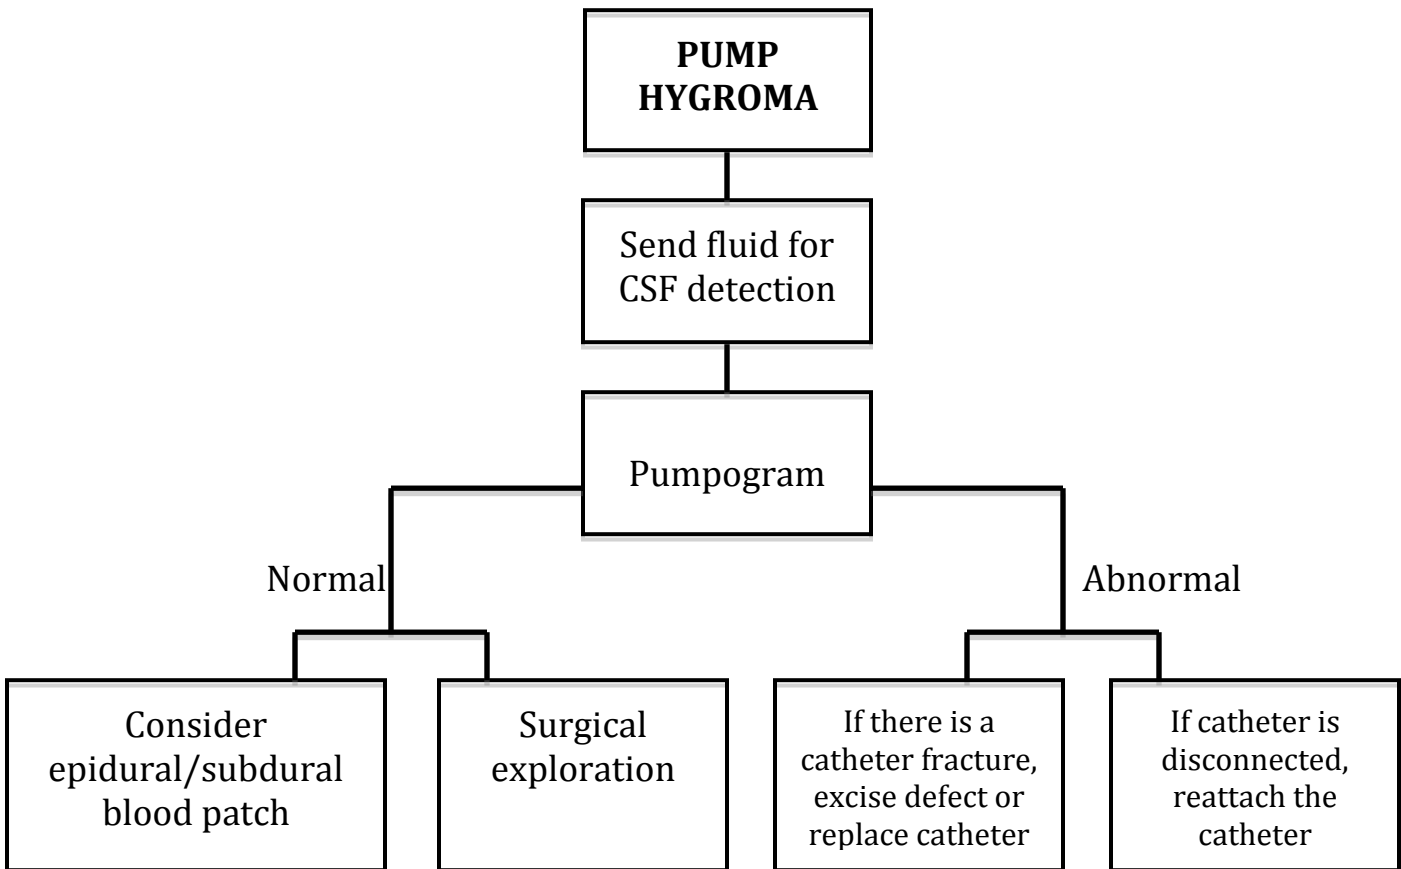 PUMP
HYGROMA
Send fluid for
CSF detection
Pumpogram
Normal
Abnormal
Consider
epidural/subdural
blood patch
Surgical
exploration
If there is a
catheter fracture,
excise defect or
replace catheter
If catheter is
disconnected,
reattach the
catheter